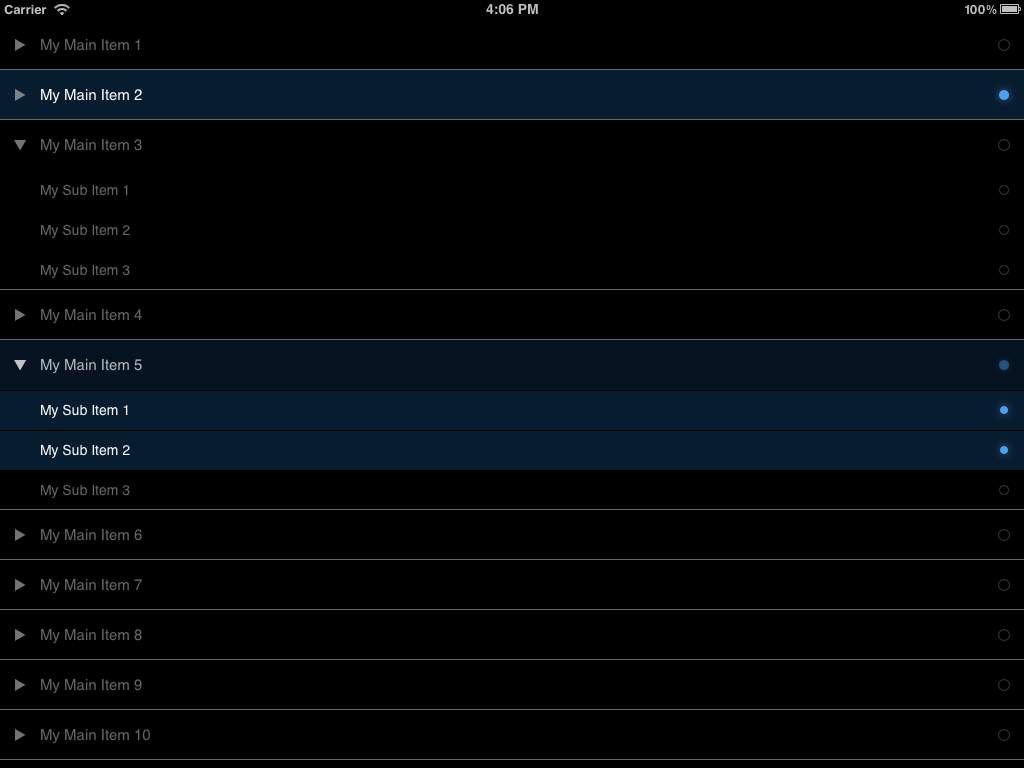 Carrier 4:06 PM 100%
My Main Item 1
My Main Item 2
My Main Item 3
My Sub Item 1
My Sub Item 2
My Sub Item 3
My Main Item 4
My Main Item 5
My Sub Item 1
My Sub Item 2
My Sub Item 3
My Main Item 6
My Main Item 7
My Main Item 8
My Main Item 9
My Main Item 10